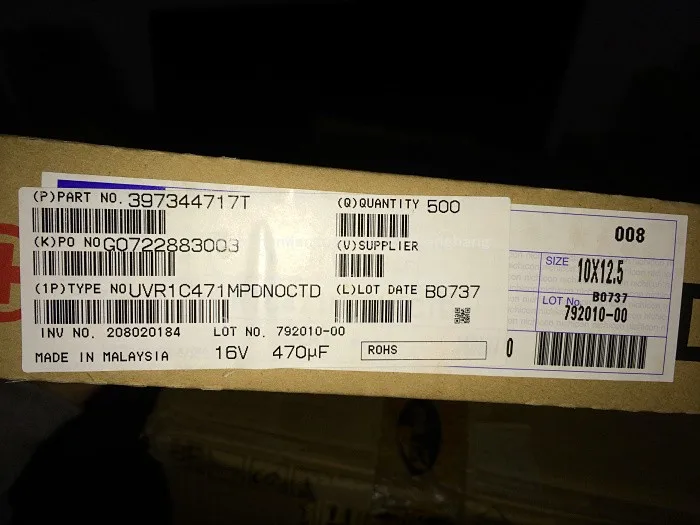 (P)PART NO. 397344717T
(Q)QUANTITY 500
(K)PO NO G0722883003
(V)SUPPLIER
(1P)TYPE NO UVR1C471MPDNOCTD
(L)LOT DATE B0737
INV NO. 208020184
LOT NO. 792010-00
MADE IN MALAYSIA
16V 470µF
ROHS
008
SIZE 10X12.5
LOT No. B0737
792010-00
0